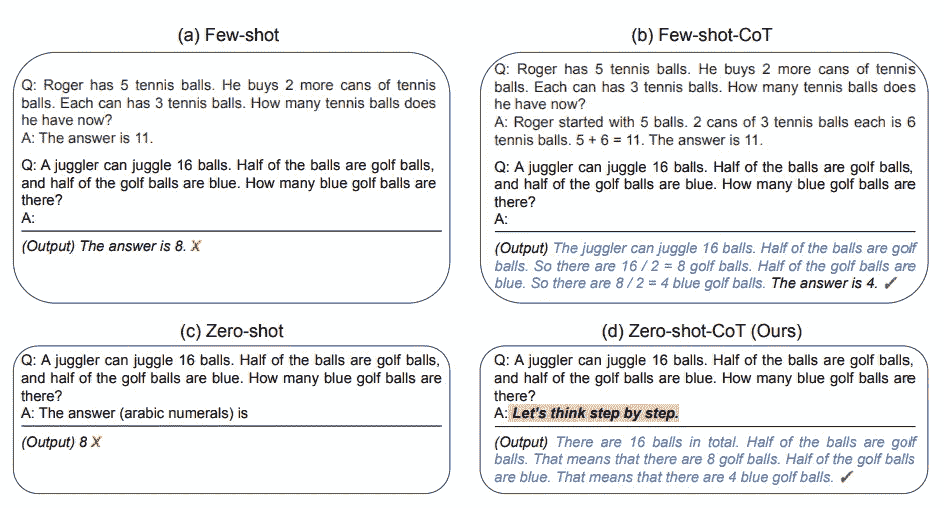 (a) Few-shot
Q: Roger has 5 tennis balls. He buys 2 more cans of tennis
balls. Each can has 3 tennis balls. How many tennis balls does
he have now?
A: The answer is 11.
Q: A juggler can juggle 16 balls. Half of the balls are golf balls,
and half of the golf balls are blue. How many blue golf balls are
there?
A:
(Output) The answer is 8. ✗
(b) Few-shot-CoT
Q: Roger has 5 tennis balls. He buys 2 more cans of tennis
balls. Each can has 3 tennis balls. How many tennis balls does
he have now?
A: Roger started with 5 balls. 2 cans of 3 tennis balls each is 6
tennis balls. 5 + 6 = 11. The answer is 11.
Q: A juggler can juggle 16 balls. Half of the balls are golf balls,
and half of the golf balls are blue. How many blue golf balls are
there?
A:
(Output) The juggler can juggle 16 balls. Half of the balls are golf
balls. So there are 16 / 2 = 8 golf balls. Half of the golf balls are
blue. So there are 8 / 2 = 4 blue golf balls. The answer is 4. ✓
(c) Zero-shot
Q: A juggler can juggle 16 balls. Half of the balls are golf balls,
and half of the golf balls are blue. How many blue golf balls are
there?
A: The answer (arabic numerals) is
(Output) 8 ✗
(d) Zero-shot-CoT (Ours)
Q: A juggler can juggle 16 balls. Half of the balls are golf balls,
and half of the golf balls are blue. How many blue golf balls are
there?
A: Let's think step by step.
(Output) There are 16 balls in total. Half of the balls are golf
balls. That means that there are 8 golf balls. Half of the golf balls
are blue. That means that there are 4 blue golf balls. ✓